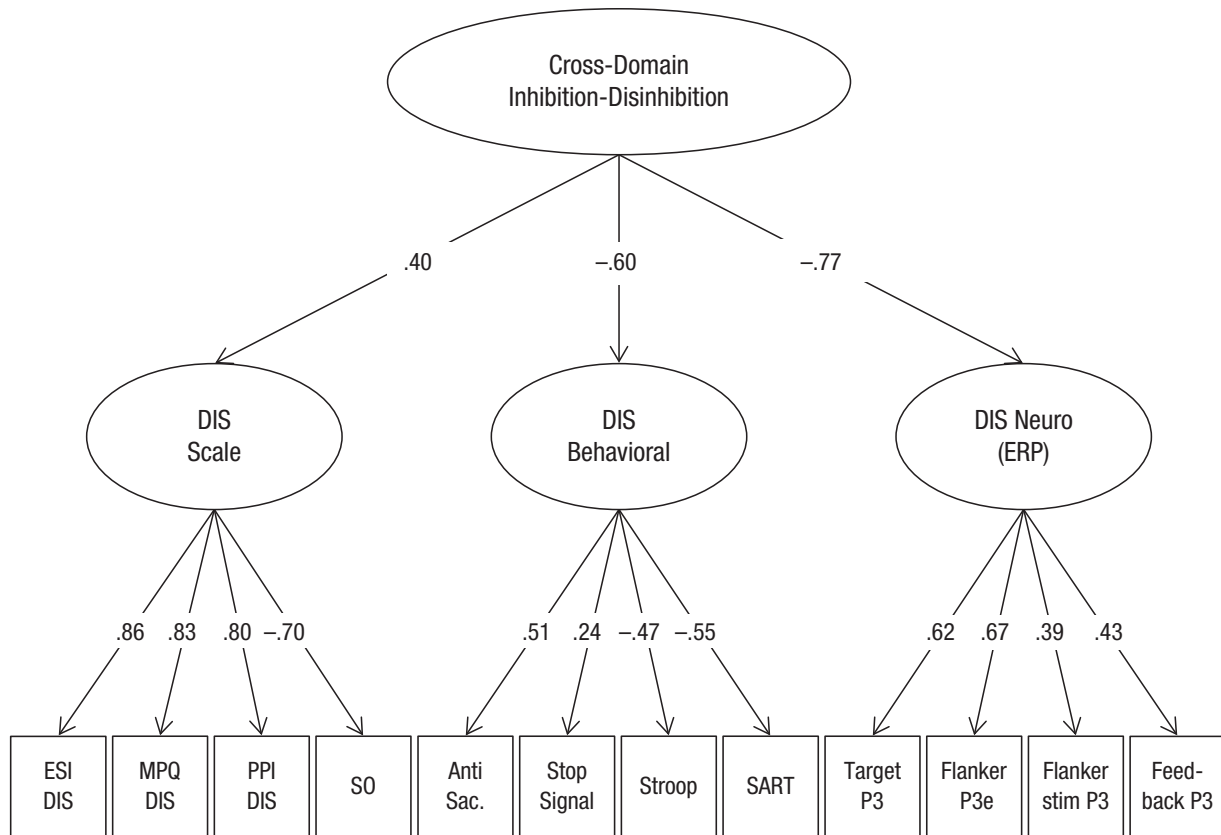 Cross-Domain
Inhibition-Disinhibition
.40
–.60
–.77
DIS
Scale
DIS
Behavioral
DIS Neuro
(ERP)
.86
.83
.80
–.70
.51
.24
–.47
–.55
.62
.67
.39
.43
ESI
DIS
MPQ
DIS
PPI
DIS
SO
Anti
Sac.
Stop
Signal
Stroop
SART
Target
P3
Flanker
P3e
Flanker
stim P3
Feed-
back P3